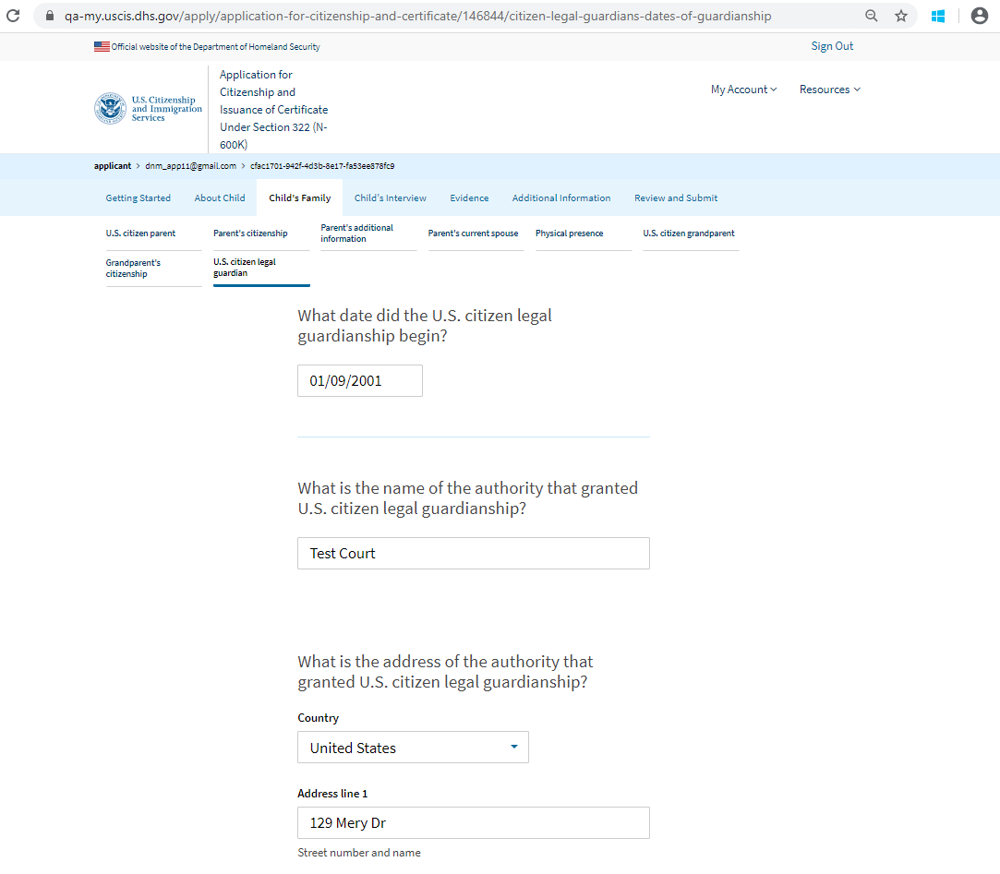 qa-my.uscis.dhs.gov/apply/application-for-citizenship-and-certificate/146844/citizen-legal-guardians-dates-of-guardianship
Official website of the Department of Homeland Security
Sign Out
U.S. Citizenship
and Immigration
Services
Application for
Citizenship and
Issuance of Certificate
Under Section 322 (N-
600K)
My Account
Resources
applicant > dnm_app11@gmail.com > cfac1701-942f-4d3b-8e17-fa53ee878fc9
Getting Started
About Child
Child's Family
Child's Interview
Evidence
Additional Information
Review and Submit
U.S. citizen parent
Parent's citizenship
Parent's additional
information
Parent's current spouse
Physical presence
U.S. citizen grandparent
Grandparent's
citizenship
U.S. citizen legal
guardian
What date did the U.S. citizen legal
guardianship begin?
01/09/2001
What is the name of the authority that granted
U.S. citizen legal guardianship?
Test Court
What is the address of the authority that
granted U.S. citizen legal guardianship?
Country
United States
Address line 1
129 Mery Dr
Street number and name